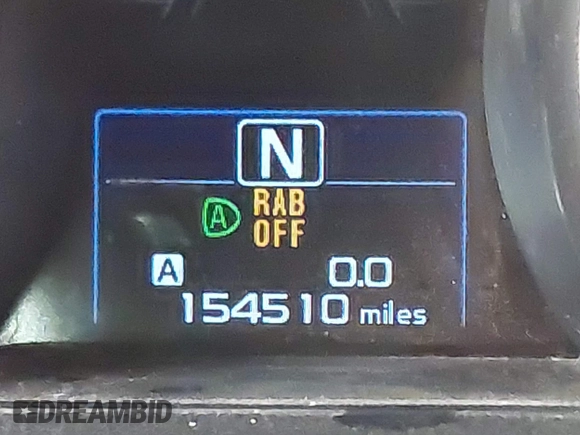 N
A RAB
OFF
A 0.0
154510 miles
DREAMBID